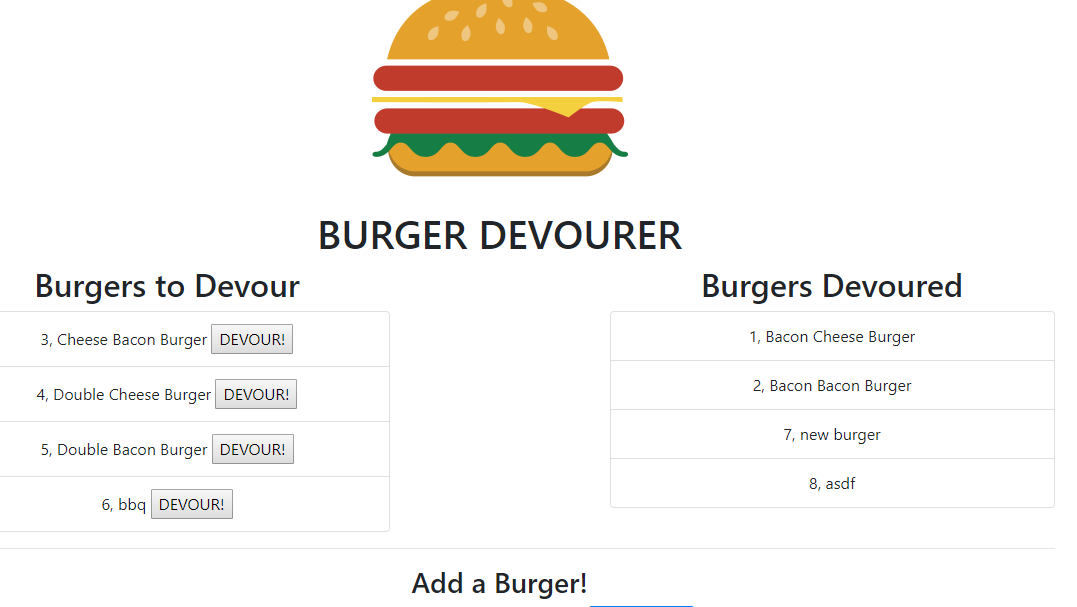 BURGER DEVOURER
Burgers to Devour
3, Cheese Bacon Burger DEVOUR!
4, Double Cheese Burger DEVOUR!
5, Double Bacon Burger DEVOUR!
6, bbq DEVOUR!
Burgers Devoured
1, Bacon Cheese Burger
2, Bacon Bacon Burger
7, new burger
8, asdf
Add a Burger!